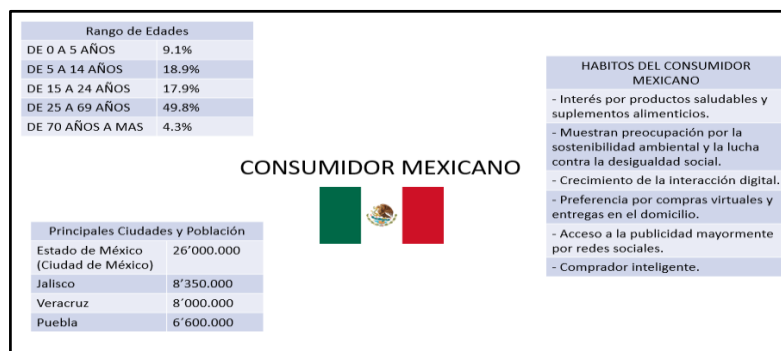 Rango de Edades
DE 0 A 5 AÑOS 9.1%
DE 5 A 14 AÑOS 18.9%
DE 15 A 24 AÑOS 17.9%
DE 25 A 69 AÑOS 49.8%
DE 70 AÑOS A MAS 4.3%
CONSUMIDOR MEXICANO
Principales Ciudades y Población
Estado de México 26'000.000
(Ciudad de México)
Jalisco 8'350.000
Veracruz 8´000.000
Puebla 6´600.000
HABITOS DEL CONSUMIDOR
MEXICANO
- Interés por productos saludables y
suplementos alimenticios.
- Muestran preocupación por la
sostenibilidad ambiental y la lucha
contra la desigualdad social.
- Crecimiento de la interacción digital.
- Preferencia por compras virtuales y
entregas en el domicilio.
- Acceso a la publicidad mayormente
por redes sociales.
- Comprador inteligente.